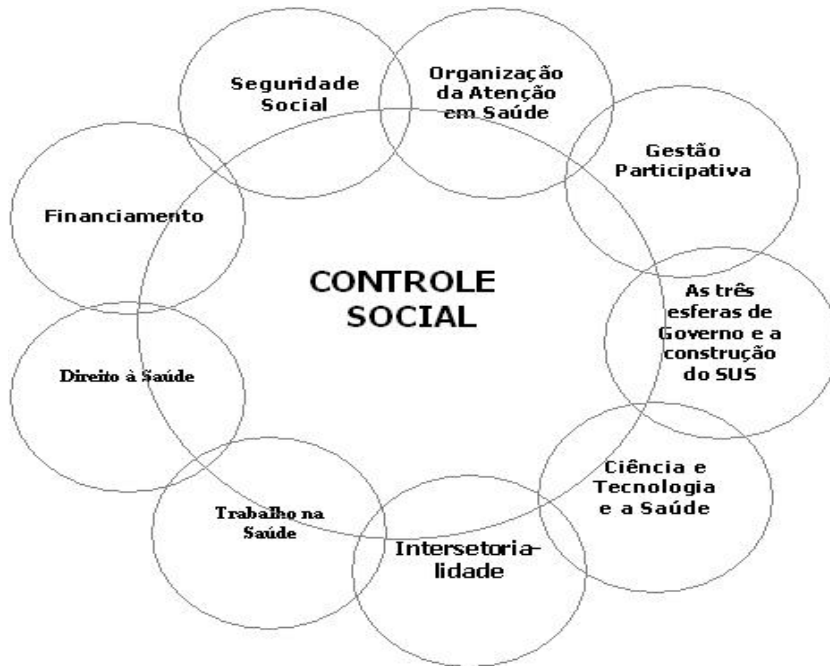 Seguridade
Social
Organização
da Atenção
em Saúde
Gestão
Participativa
As três
esferas de
Governo e a
construção
do SUS
Ciência e
Tecnologia
e a Saúde
Intersetoria-
alidade
Trabalho na
Saúde
Direito à Saúde
Financiamento
CONTROLE
SOCIAL